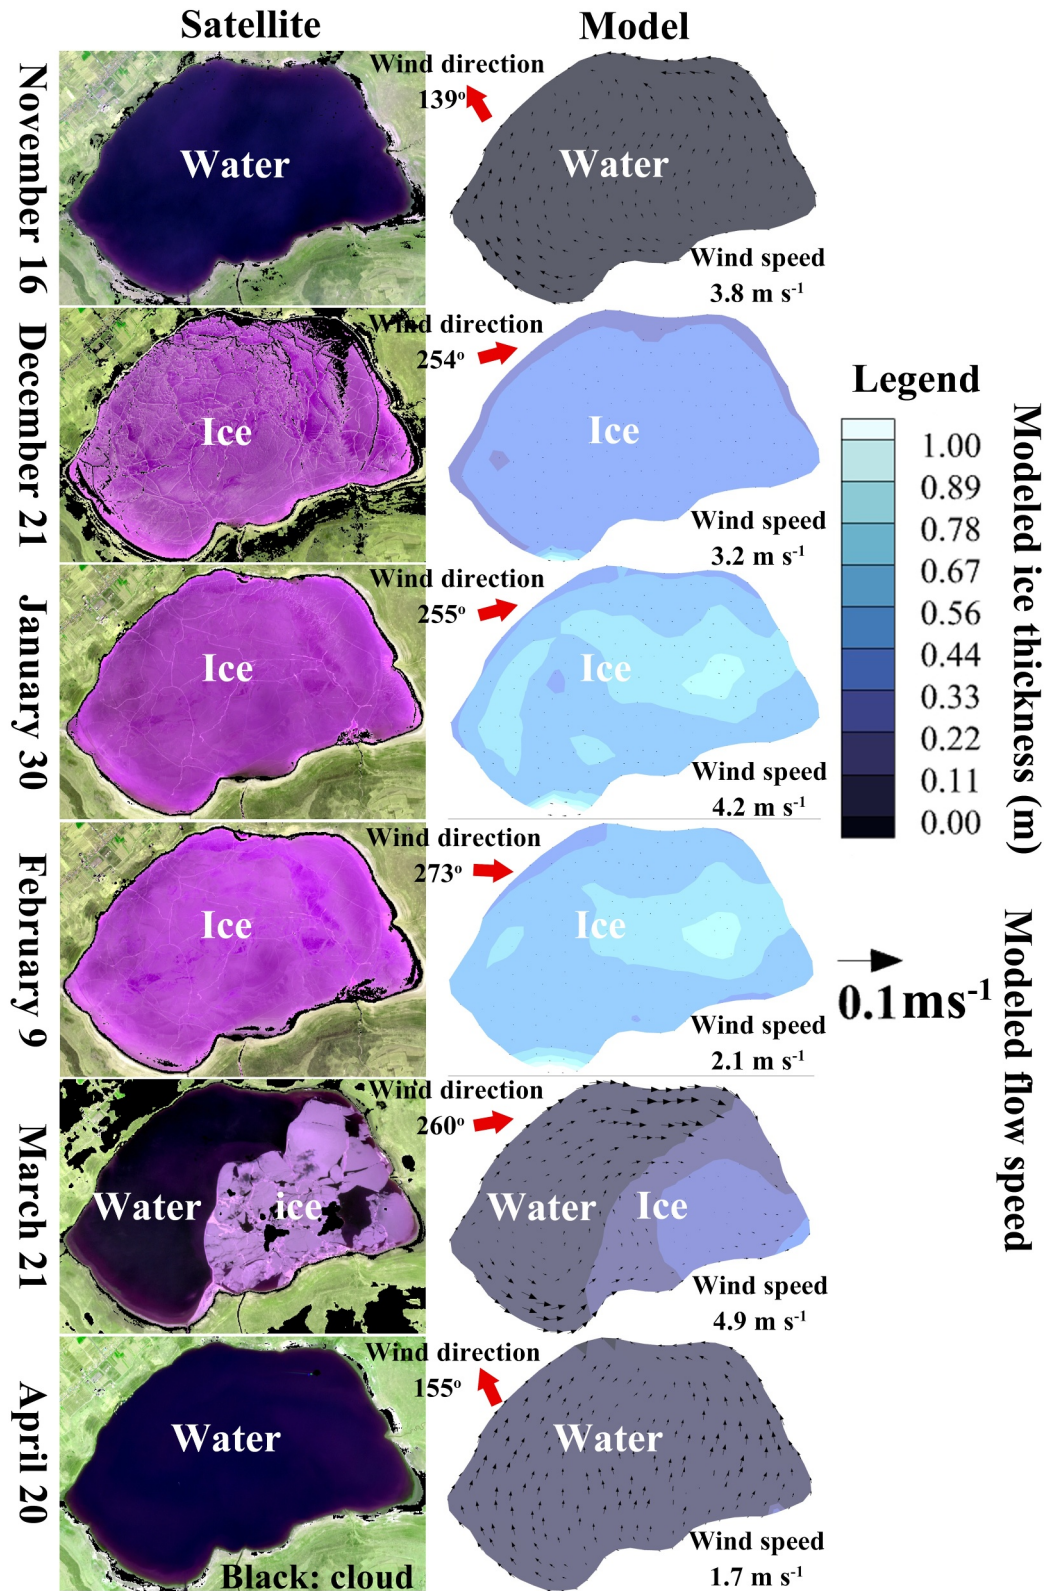 Satellite
Model
November 16
Water
Wind direction
139°
Water
Wind speed
3.8 m s⁻¹
December 21
Ice
Wind direction
254°
Ice
Wind speed
3.2 m s⁻¹
January 30
Ice
Wind direction
255°
Ice
Wind speed
4.2 m s⁻¹
February 9
Ice
Wind direction
273°
Ice
Wind speed
2.1 m s⁻¹
March 21
Water
ice
Wind direction
260°
Water
Ice
Wind speed
4.9 m s⁻¹
April 20
Water
Black: cloud
Wind direction
155°
Water
Wind speed
1.7 m s⁻¹
Legend
1.00
0.89
0.78
0.67
0.56
0.44
0.33
0.22
0.11
0.00
Modeled ice thickness (m)
0.1ms⁻¹
Modeled flow speed